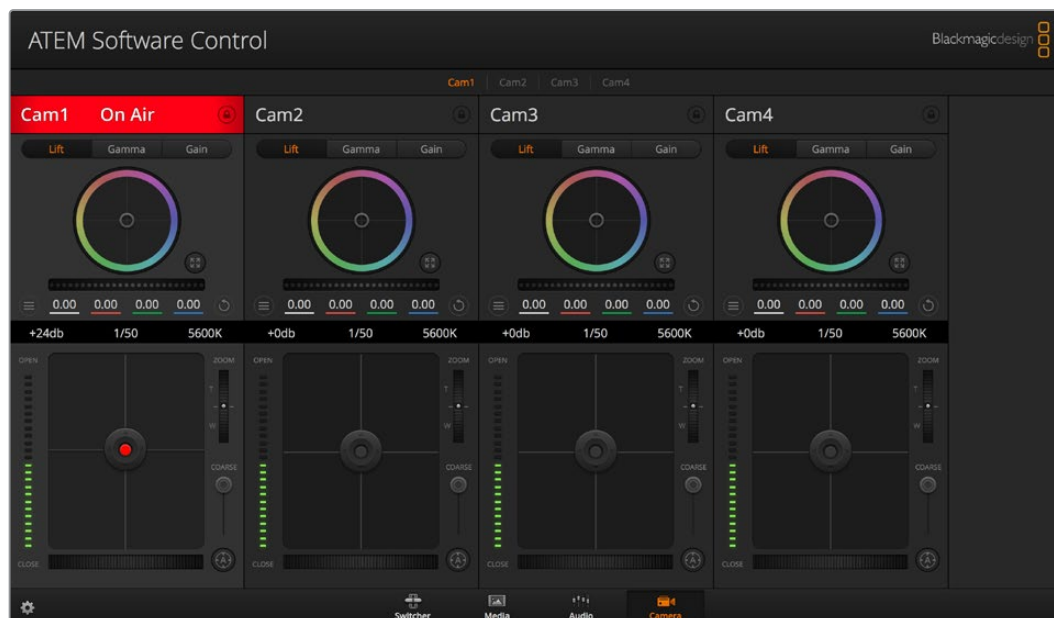 ATEM Software Control
Blackmagicdesign
Cam1 Cam2 Cam3 Cam4
Cam1 On Air
Lift Gamma Gain
0.00 0.00 0.00 0.00
+24db 1/50 5600K
OPEN ZOOM
T
W
COARSE
CLOSE
A
Cam2
Lift Gamma Gain
0.00 0.00 0.00 0.00
+0db 1/50 5600K
OPEN ZOOM
T
W
COARSE
CLOSE
A
Cam3
Lift Gamma Gain
0.00 0.00 0.00 0.00
+0db 1/50 5600K
OPEN ZOOM
T
W
COARSE
CLOSE
A
Cam4
Lift Gamma Gain
0.00 0.00 0.00 0.00
+0db 1/50 5600K
OPEN ZOOM
T
W
COARSE
CLOSE
A
Switcher Media Audio Camera